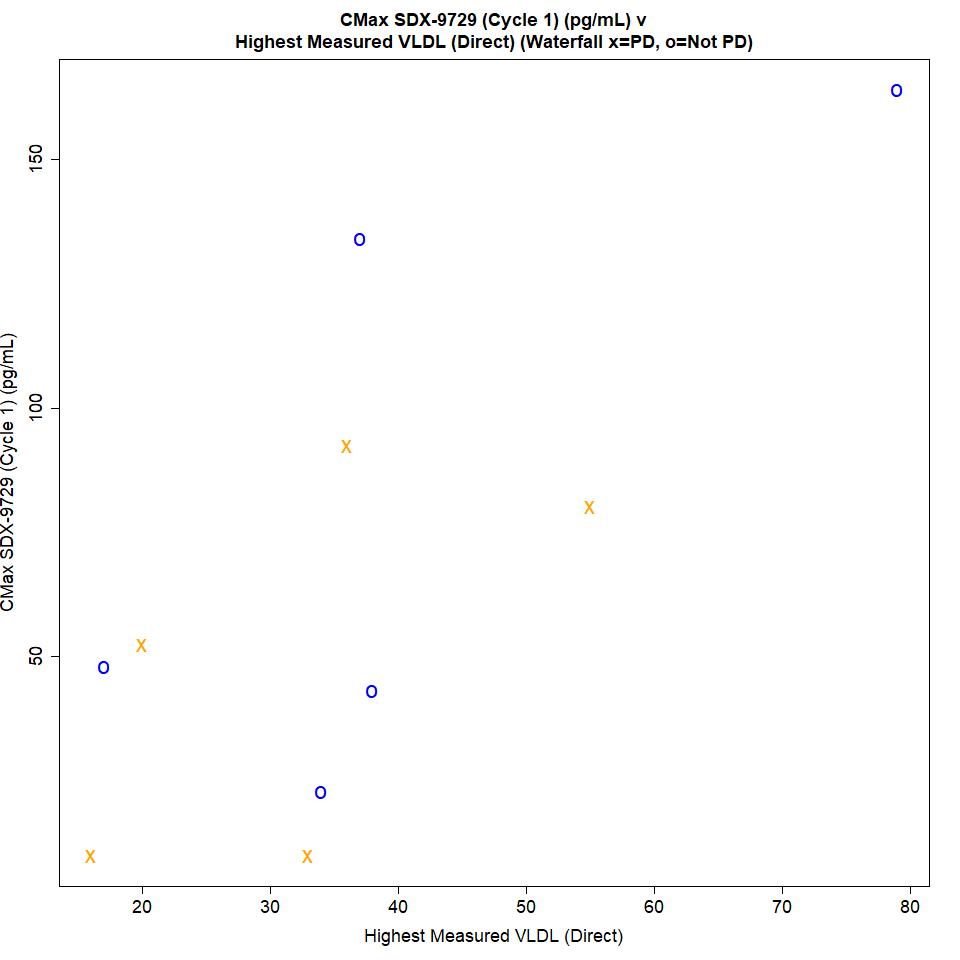 CMax SDX-9729 (Cycle 1) (pg/mL) v
Highest Measured VLDL (Direct) (Waterfall x=PD, o=Not PD)
CMax SDX-9729 (Cycle 1) (pg/mL)
150
100
50
o
o
x
x
x
o
o
o
x
x
20
30
40
50
60
70
80
Highest Measured VLDL (Direct)